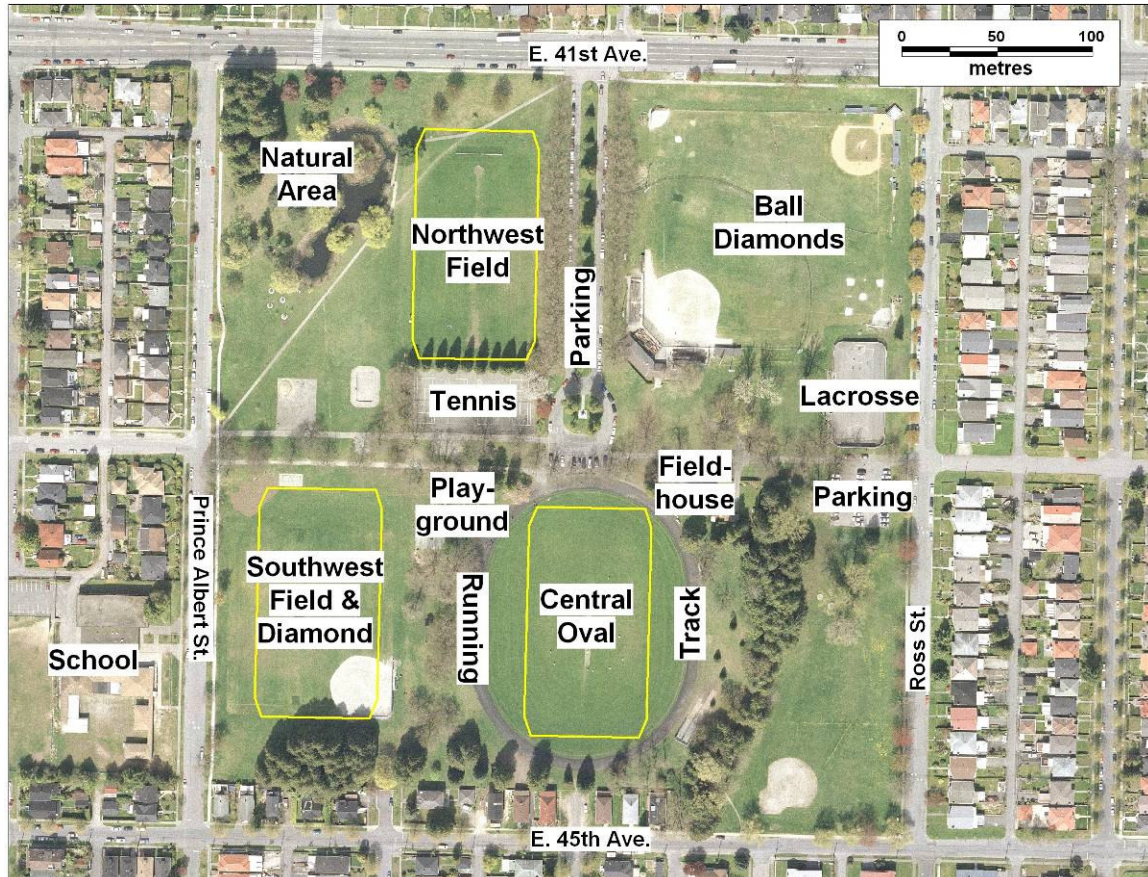 E. 41st Ave.
0 50 100
metres
Natural
Area
Northwest
Field
Ball
Diamonds
Parking
Tennis
Lacrosse
Play-
ground
Field-
house
Parking
Prince Albert St.
Southwest
Field &
Diamond
Running
Central
Oval
Track
School
Ross St.
E. 45th Ave.